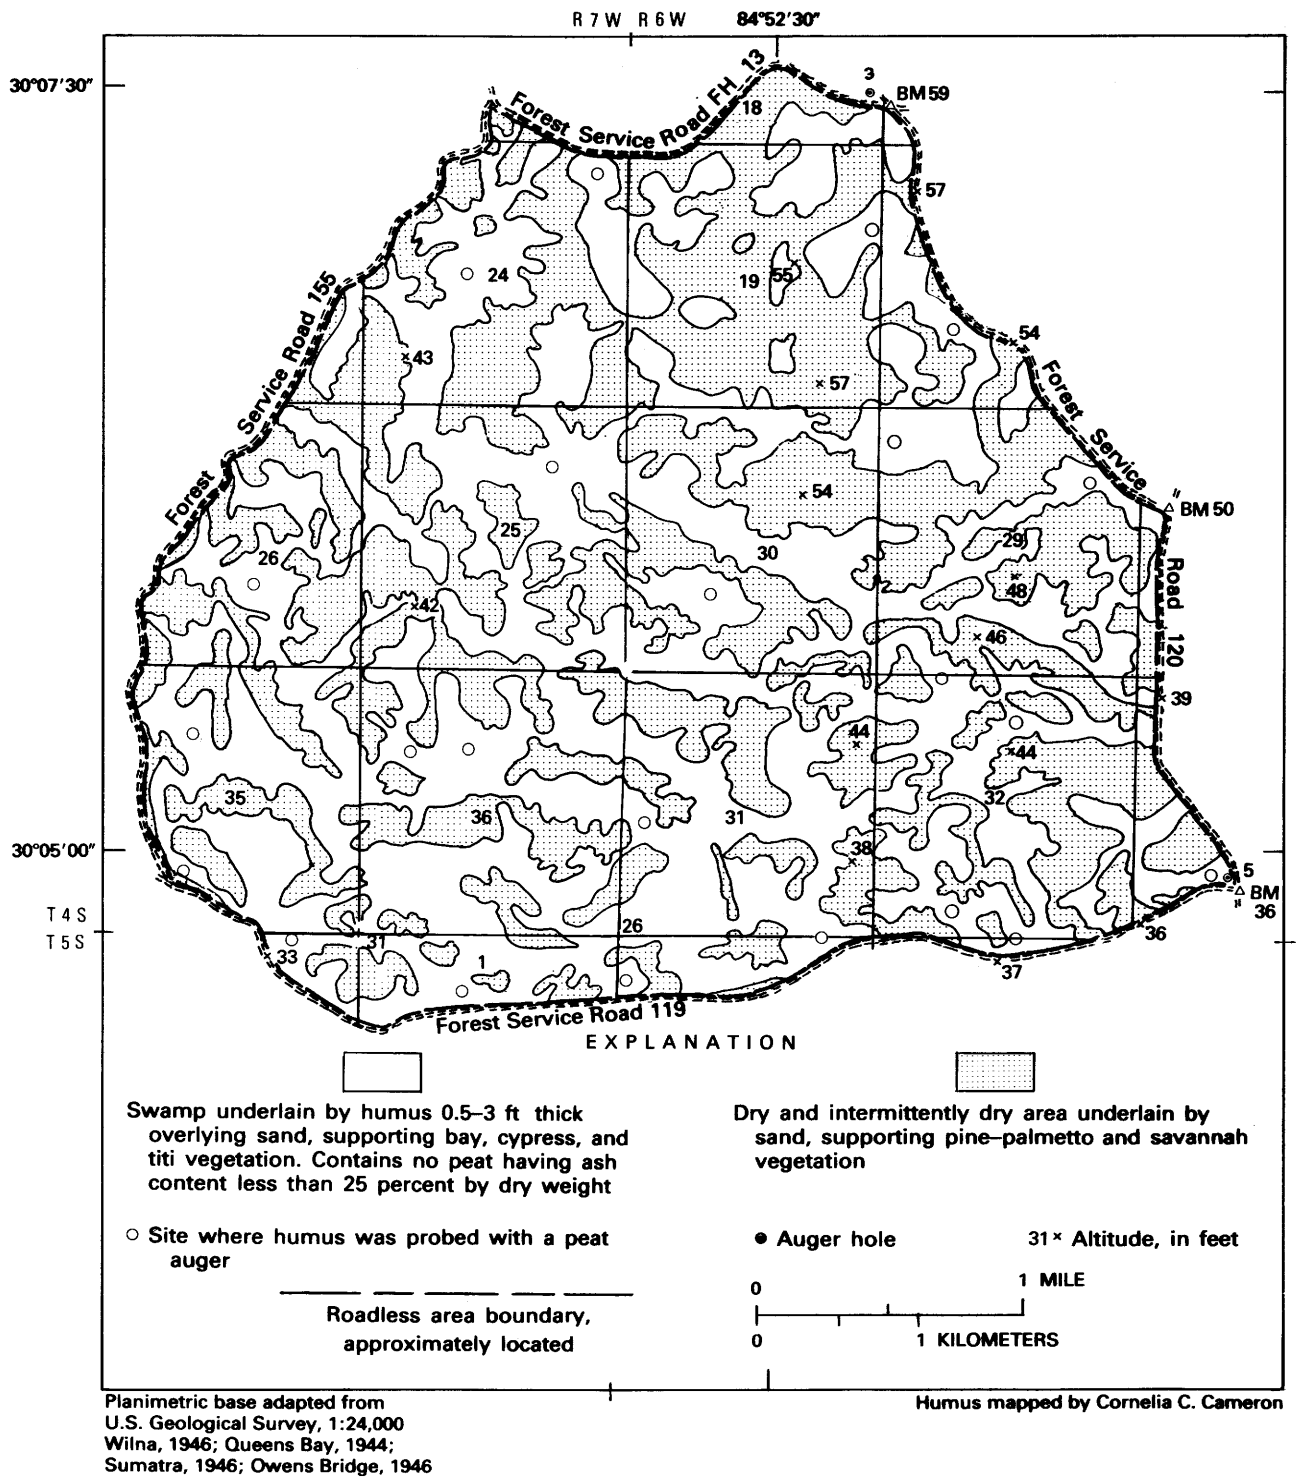 R 7 W R 6 W 84°52'30"
30°07'30"
Forest Service Road FH 13
18
3
BM 59
57
24
19
55
Forest Service Road 155
43
54
57
Forest Service
54
BM 50
25
30
29
26
48
42
46
Road 120
39
44
44
35
36
31
32
38
30°05'00"
5
BM
36
T 4 S
T 5 S
31
26
36
33
1
37
Forest Service Road 119
EXPLANATION
Swamp underlain by humus 0.5–3 ft thick
overlying sand, supporting bay, cypress, and
titi vegetation. Contains no peat having ash
content less than 25 percent by dry weight
Dry and intermittently dry area underlain by
sand, supporting pine–palmetto and savannah
vegetation
Site where humus was probed with a peat
auger
Auger hole
31 x Altitude, in feet
Roadless area boundary,
approximately located
0 1 MILE
0 1 KILOMETERS
Planimetric base adapted from
U.S. Geological Survey, 1:24,000
Wilna, 1946; Queens Bay, 1944;
Sumatra, 1946; Owens Bridge, 1946
Humus mapped by Cornelia C. Cameron